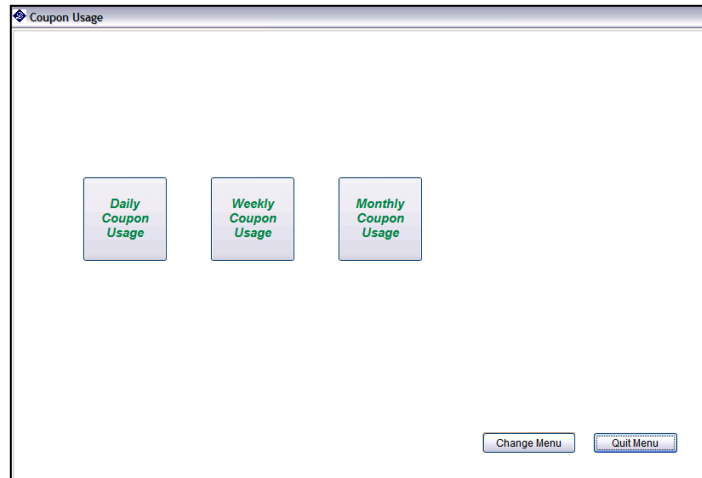 Coupon Usage
Daily
Coupon
Usage
Weekly
Coupon
Usage
Monthly
Coupon
Usage
Change Menu
Quit Menu